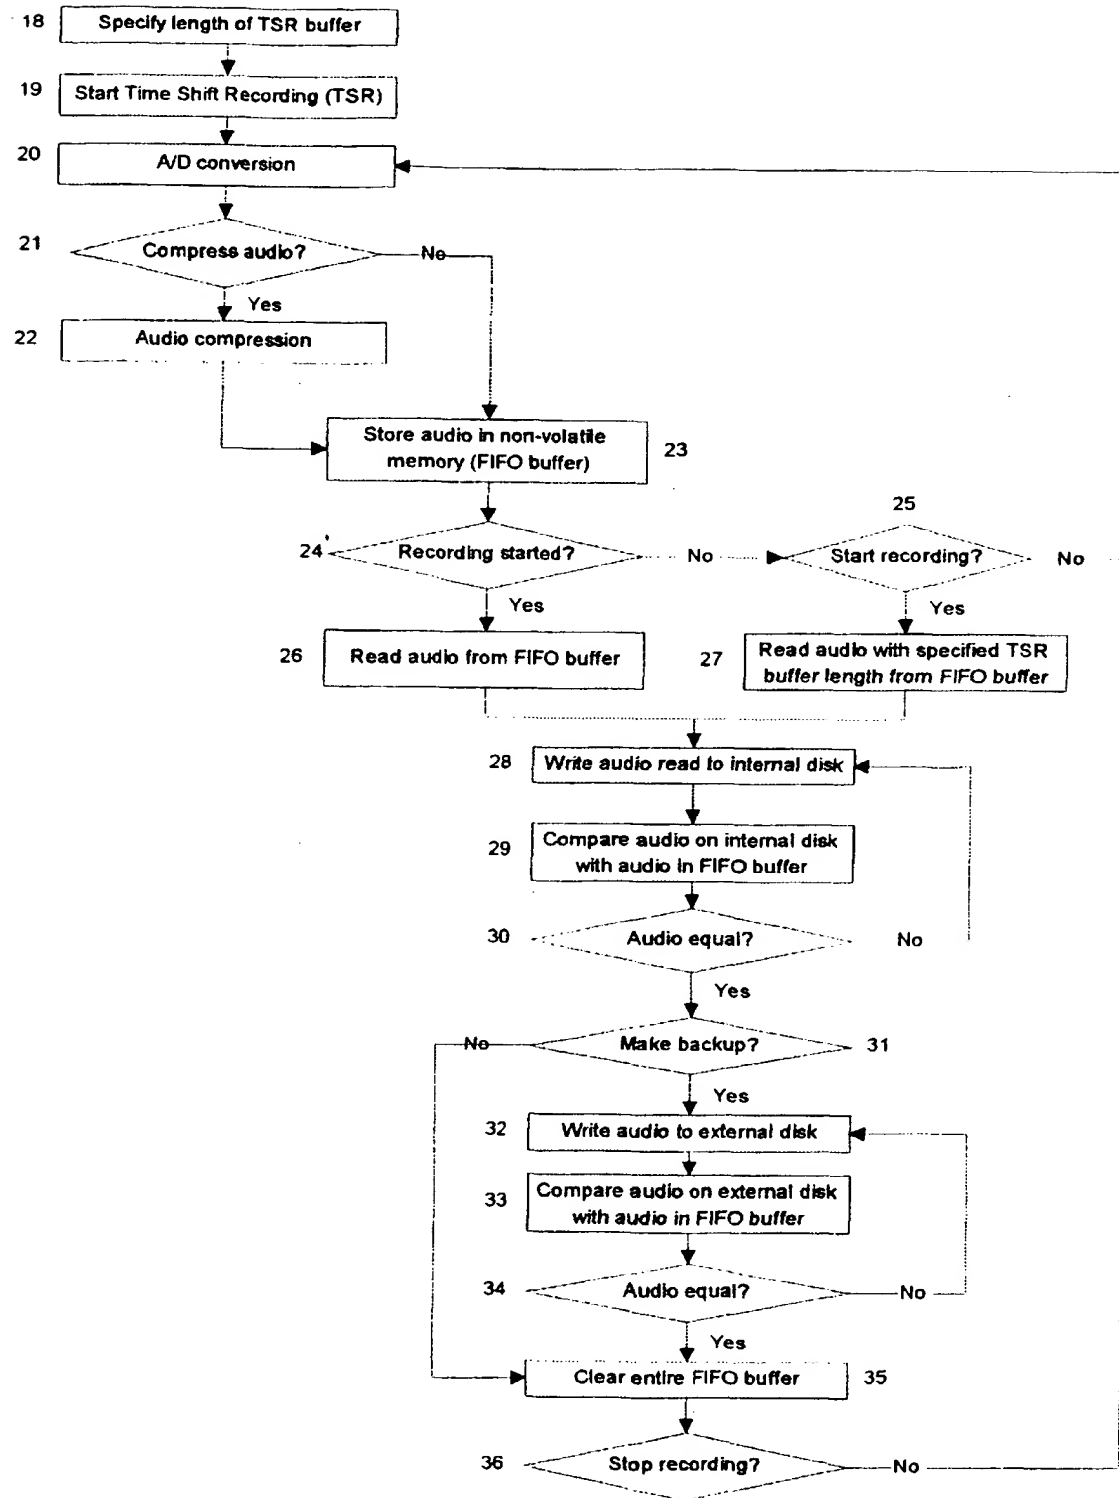 18
Specify length of TSR buffer
19
Start Time Shift Recording (TSR)
20
A/D conversion
21
Compress audio?
No
Yes
22
Audio compression
Store audio in non-volatile
memory (FIFO buffer)
23
25
24
Recording started?
No
Start recording?
No
Yes
Yes
26
Read audio from FIFO buffer
27
Read audio with specified TSR
buffer length from FIFO buffer
28
Write audio read to internal disk
29
Compare audio on internal disk
with audio in FIFO buffer
30
Audio equal?
No
Yes
No
Make backup?
31
Yes
32
Write audio to external disk
33
Compare audio on external disk
with audio in FIFO buffer
34
Audio equal?
No
Yes
Clear entire FIFO buffer
35
36
Stop recording?
No